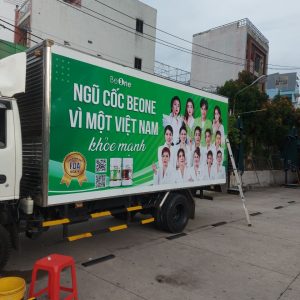 BeOne
NGŨ CỐC BEONE
VÌ MỘT VIỆT NAM
khỏe mạnh